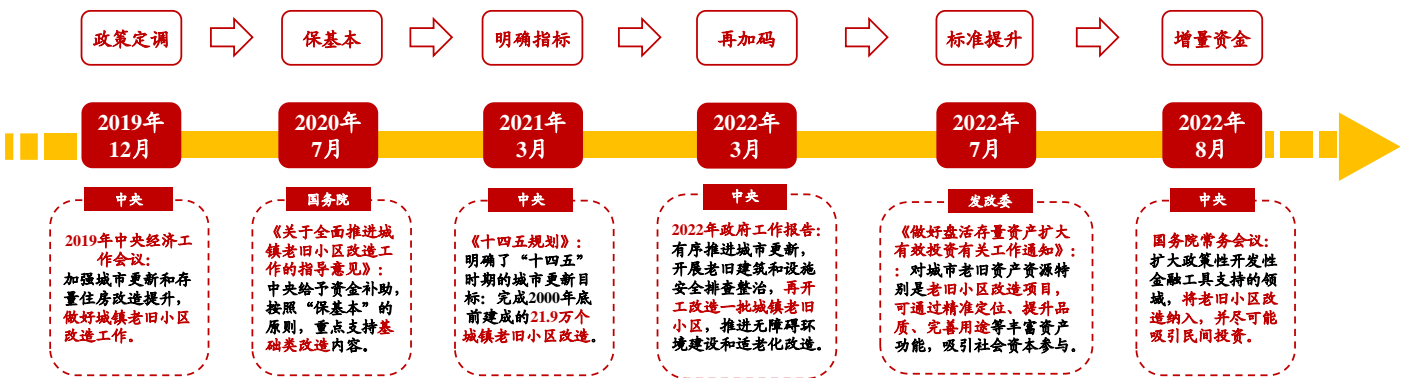 政策定调
保基本
明确指标
再加码
标准提升
增量资金
2019年
12月
2020年
7月
2021年
3月
2022年
3月
2022年
7月
2022年
8月
中央
2019年中央经济工
作会议：
加强城市更新和存
量住房改造提升，
做好城镇老旧小区
改造工作。
国务院
《关于全面推进城
镇老旧小区改造工
作的指导意见》：
中央给予资金补助，
按照“保基本”的
原则，重点支持基
础类改造内容。
中央
《十四五规划》：
明确了“十四五”
时期的城市更新目
标：完成2000年底
前建成的21.9万个
城镇老旧小区改造。
中央
2022年政府工作报告：
有序推进城市更新，
开展老旧建筑和设施
安全排查整治，再开
工改造一批城镇老旧
小区，推进无障碍环
境建设和适老化改造。
发改委
《做好盘活存量资产扩大
有效投资有关工作通知》：
：对城市老旧资产资源特
别是老旧小区改造项目，
可通过精准定位、提升品
质、完善用途等丰富资产
功能，吸引社会资本参与。
中央
国务院常务会议：
扩大政策性开发性
金融工具支持的领
域，将老旧小区改
造纳入，并尽可能
吸引民间投资。